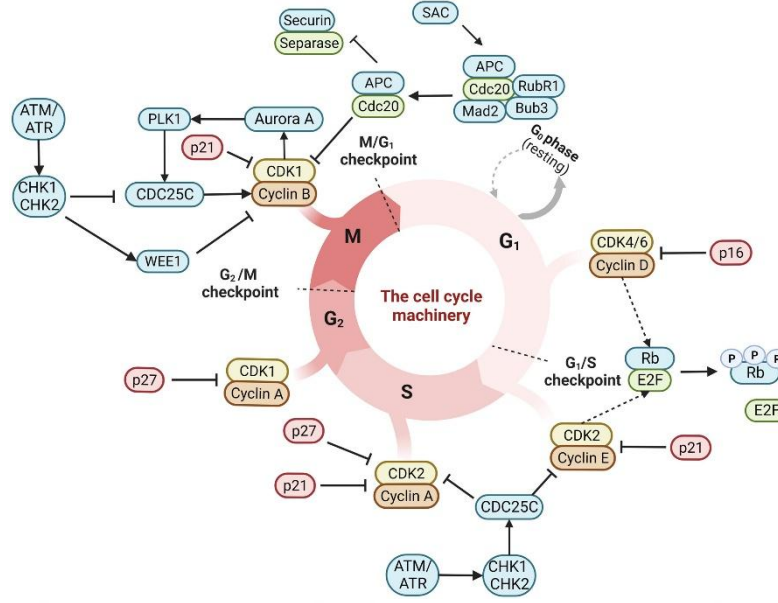 SAC
Securin
Separase
APC
Cdc20
APC
Cdc20
RubR1
Mad2
Bub3
ATM/
ATR
PLK1
Aurora A
p21
CDK1
Cyclin B
M/G₁
checkpoint
G₀ phase
(resting)
CHK1
CHK2
CDC25C
WEE1
M
G₁
CDK4/6
Cyclin D
p16
G₂/M
checkpoint
The cell cycle
machinery
G₂
G₁/S
checkpoint
Rb
E2F
P P P
Rb
E2F
p27
CDK1
Cyclin A
S
p27
p21
CDK2
Cyclin A
CDK2
Cyclin E
p21
CDC25C
ATM/
ATR
CHK1
CHK2